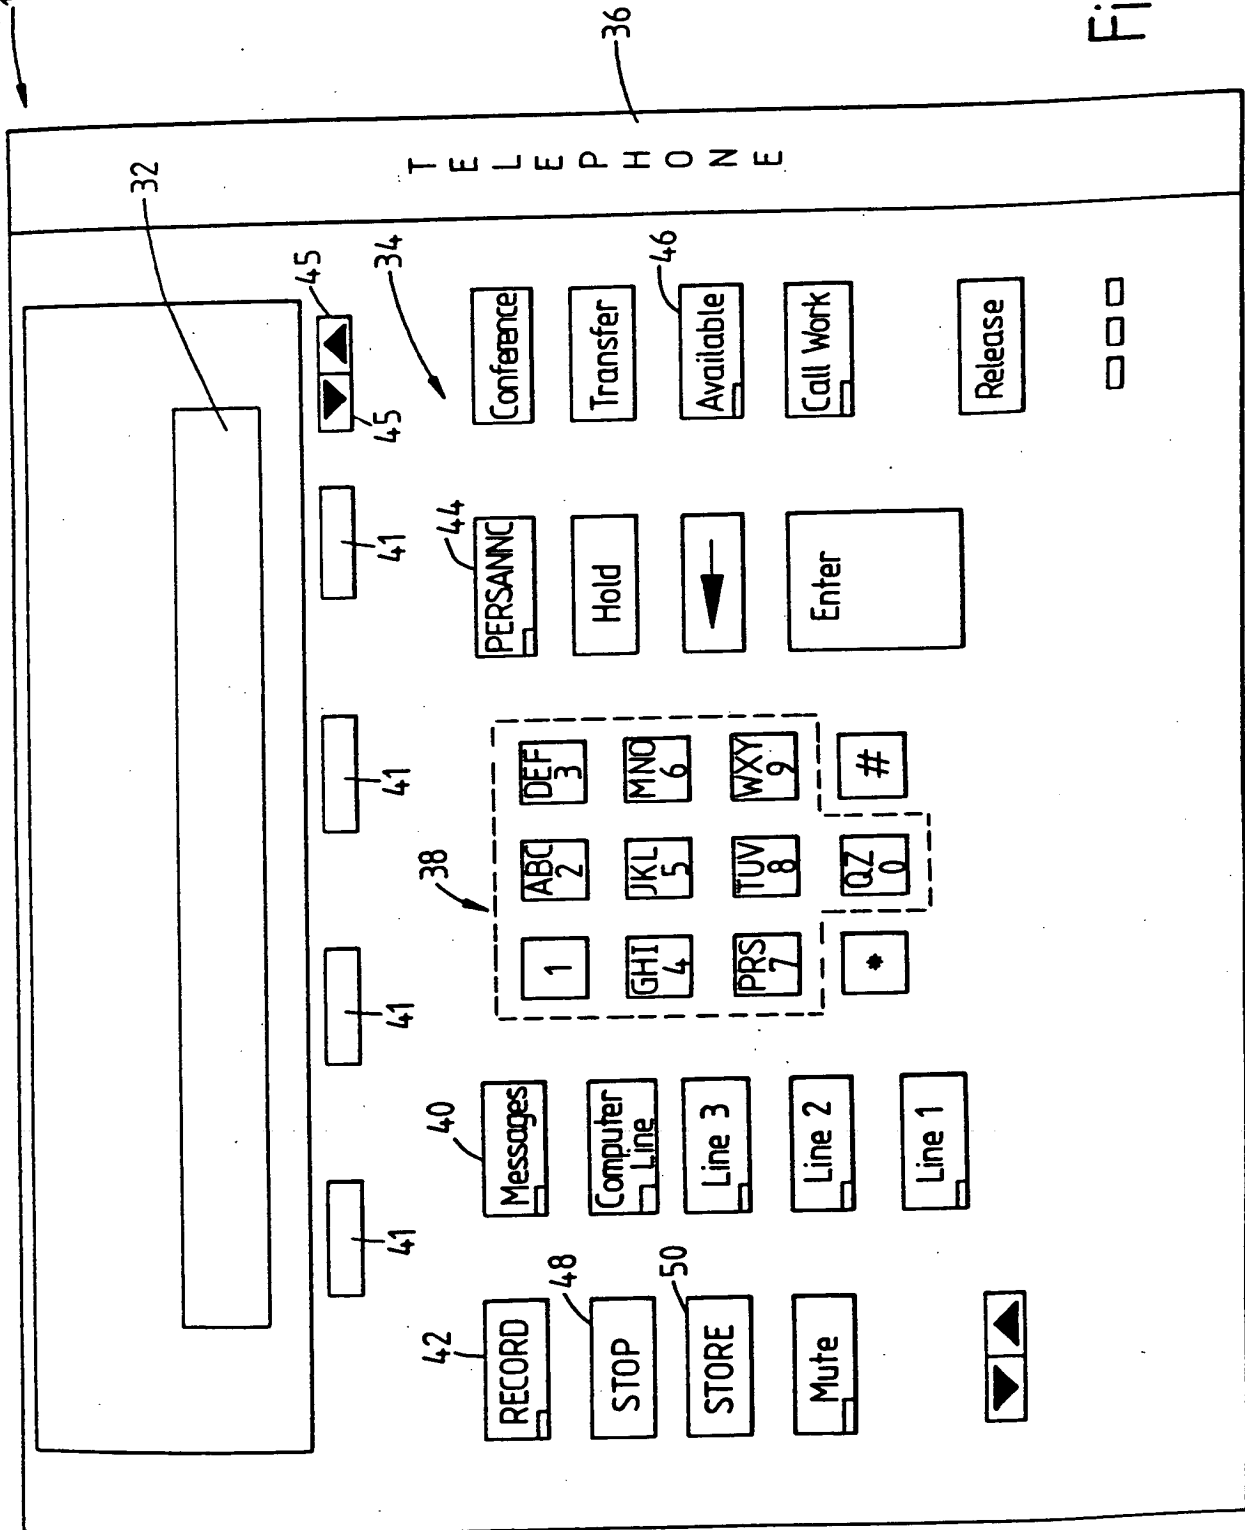 32
45
45
41
41
41
41
34
38
42
40
44
RECORD
Messages
1
ABC 2
DEF 3
PERSANNC
Conference
48
STOP
Computer Line
GHI 4
JKL 5
MNO 6
Hold
Transfer
50
46
STORE
Line 3
PRS 7
TUV 8
WXY 9
Available
Mute
Line 2
*
QZ 0
#
Enter
Call Work
Line 1
Release
TELEPHONE
36
Fi